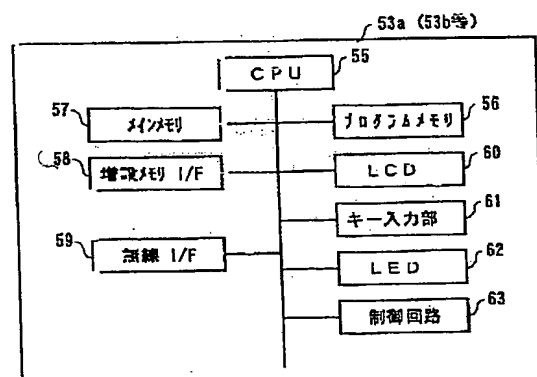 53a (53b等)
55
CPU
57
メインメモリ
56
プログラムメモリ
58
増設メモリ I/F
60
LCD
61
キー入力部
59
無線 I/F
62
LED
63
制御回路